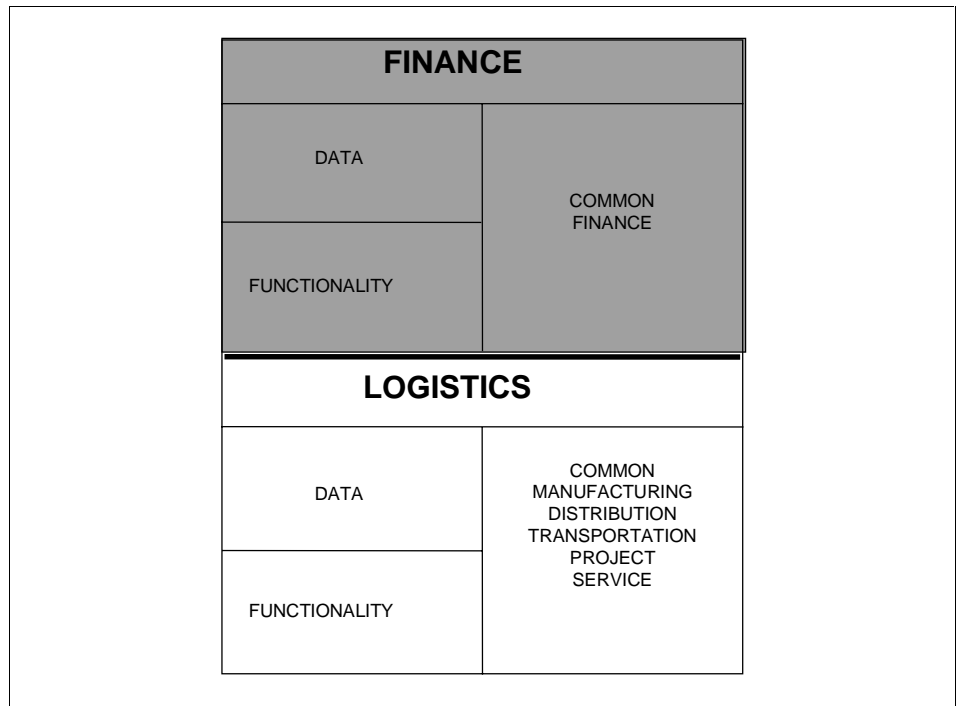 FINANCE
DATA
FUNCTIONALITY
COMMON
FINANCE
LOGISTICS
DATA
FUNCTIONALITY
COMMON
MANUFACTURING
DISTRIBUTION
TRANSPORTATION
PROJECT
SERVICE